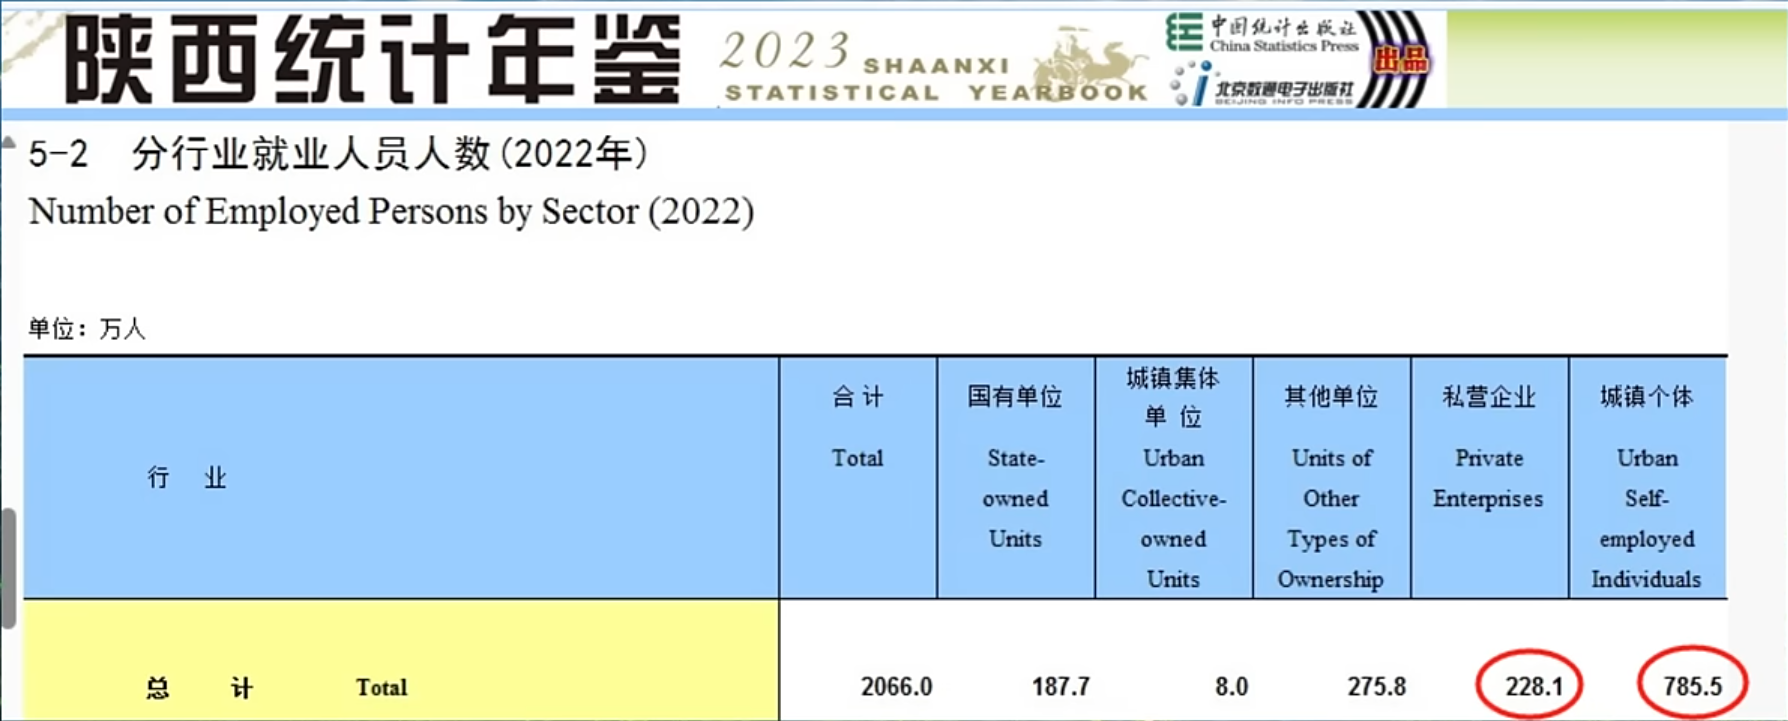 陕西统计年鉴
2023 SHAANXI
STATISTICAL YEARBOOK
中国统计出版社
China Statistics Press
北京数通电子出版社
BEIJING INFO PRESS
出品
5-2 分行业就业人员人数(2022年)
Number of Employed Persons by Sector (2022)
单位：万人
行 业
合 计
Total
国有单位
State-
owned
Units
城镇集体
单 位
Urban
Collective-
owned
Units
其他单位
Units of
Other
Types of
Ownership
私营企业
Private
Enterprises
城镇个体
Urban
Self-
employed
Individuals
总 计 Total 2066.0 187.7 8.0 275.8 228.1 785.5